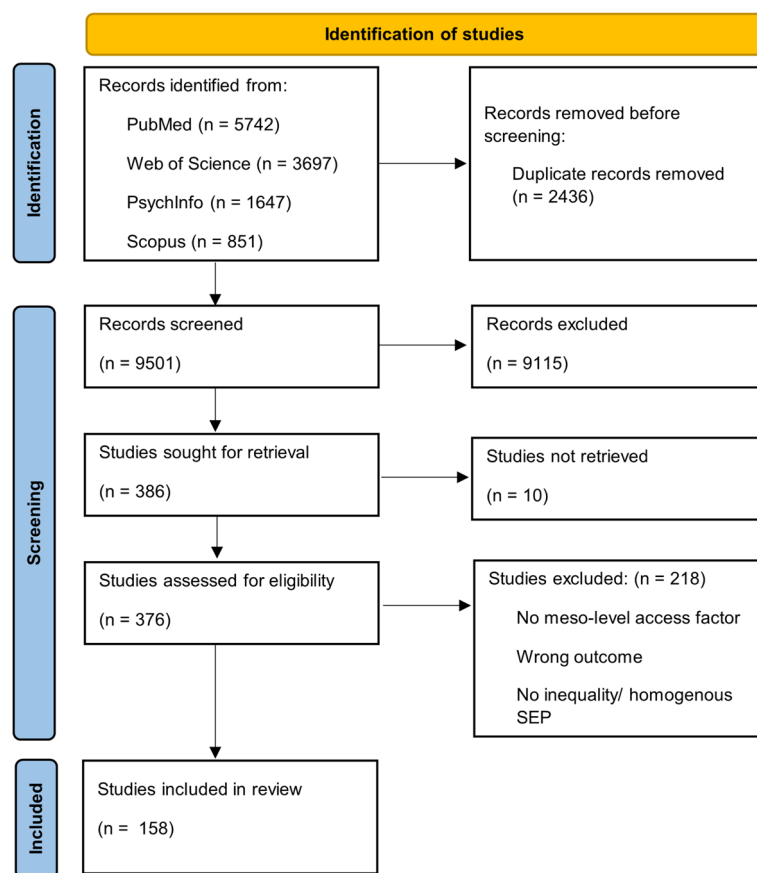 Identification of studies
Identification
Records identified from:
PubMed (n = 5742)
Web of Science (n = 3697)
PsychInfo (n = 1647)
Scopus (n = 851)
Records removed before
screening:
Duplicate records removed
(n = 2436)
Screening
Records screened
(n = 9501)
Records excluded
(n = 9115)
Studies sought for retrieval
(n = 386)
Studies not retrieved
(n = 10)
Studies assessed for eligibility
(n = 376)
Studies excluded: (n = 218)
No meso-level access factor
Wrong outcome
No inequality/ homogenous
SEP
Included
Studies included in review
(n = 158)